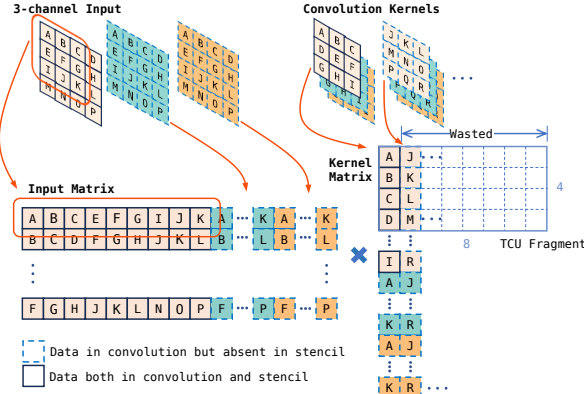 3-channel Input
Convolution Kernels
A B C D
E F G H
I J K L
M N O P
A B C D
E F G H
I J K L
M N O P
A B C D
E F G H
I J K L
M N O P
A B C
D E F
G H I
H I
J K L
M N O
P Q R
Q R
R
...
Wasted
Kernel
Matrix
A J ...
B K
C L
D M ...
4
8
TCU Fragment
Input Matrix
A B C E F G I J K A ... K A ... K
B C D F G H J K L B ... L B ... L
F G H J K L N O P F ... P F ... P
I R
A J
K R
A J
K R ...
Data in convolution but absent in stencil
Data both in convolution and stencil